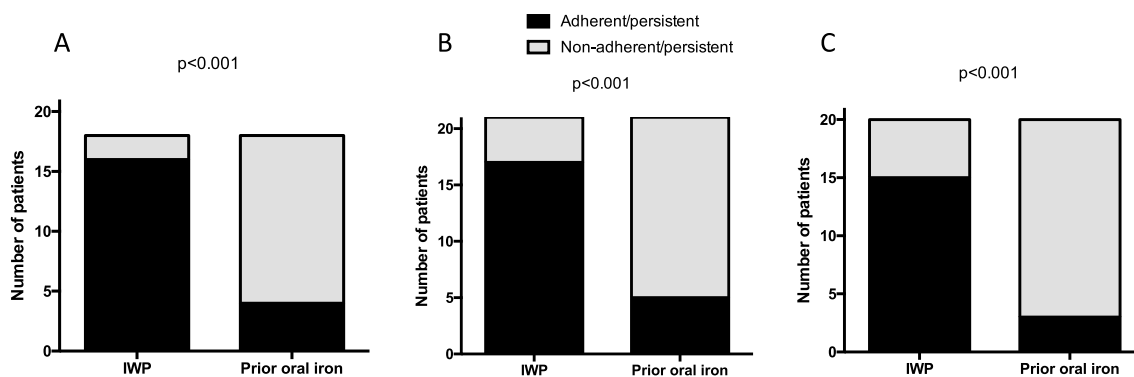 Adherent/persistent
Non-adherent/persistent
A
p<0.001
Number of patients
20
15
10
5
0
IWP
Prior oral iron
B
p<0.001
Number of patients
20
15
10
5
0
IWP
Prior oral iron
C
p<0.001
Number of patients
20
15
10
5
0
IWP
Prior oral iron